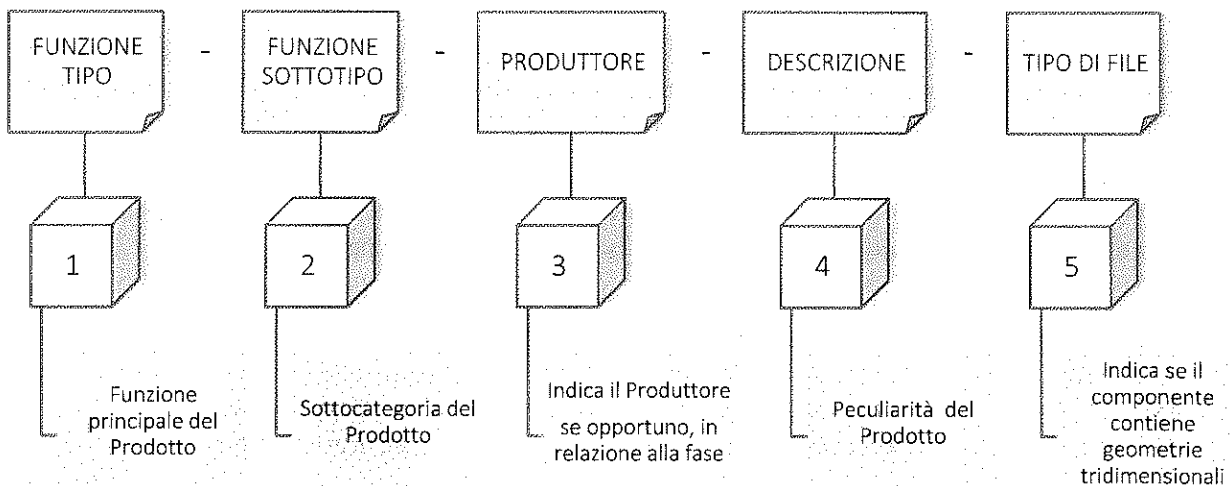 FUNZIONE
TIPO
-
FUNZIONE
SOTTOTIPO
-
PRODUTTORE
-
DESCRIZIONE
-
TIPO DI FILE
1
2
3
4
5
Funzione
principale del
Prodotto
Sottocategoria del
Prodotto
Indica il Produttore
se opportuno, in
relazione alla fase
Peculiarità del
Prodotto
Indica se il
componente
contiene
geometrie
tridimensionali